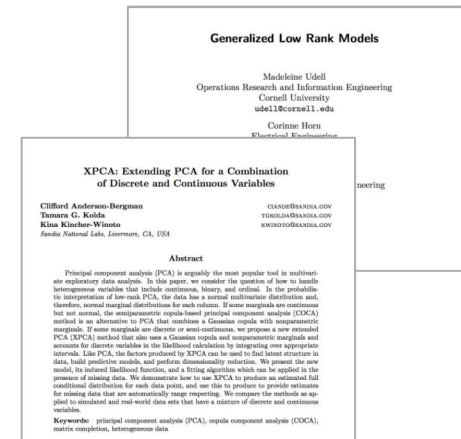 Generalized Low Rank Models
Madeleine Udell
Operations Research and Information Engineering
Cornell University
udell@cornell.edu
Corinne Horn
Electrical Engineering
neering
XPCA: Extending PCA for a Combination
of Discrete and Continuous Variables
Clifford Anderson-Bergman CIANDE@SANDIA.GOV
Tamara G. Kolda TGKOLDA@SANDIA.GOV
Kina Kincher-Winoto KWINOTO@SANDIA.GOV
Sandia National Labs, Livermore, CA, USA
Abstract
Principal component analysis (PCA) is arguably the most popular tool in multivari-
ate exploratory data analysis. In this paper, we consider the question of how to handle
heterogeneous variables that include continuous, binary, and ordinal. In the probabilis-
tic interpretation of low-rank PCA, the data has a normal multivariate distribution and,
therefore, normal marginal distributions for each column. If some marginals are continuous
but not normal, the semiparametric copula-based principal component analysis (COCA)
method is an alternative to PCA that combines a Gaussian copula with nonparametric
marginals. If some marginals are discrete or semi-continuous, we propose a new extended
PCA (XPCA) method that also uses a Gaussian copula and nonparametric marginals and
accounts for discrete variables in the likelihood calculation by integrating over appropriate
intervals. Like PCA, the factors produced by XPCA can be used to find latent structure in
data, build predictive models, and perform dimensionality reduction. We present the new
model, its induced likelihood function, and a fitting algorithm which can be applied in the
presence of missing data. We demonstrate how to use XPCA to produce an estimated full
conditional distribution for each data point, and use this to produce to provide estimates
for missing data that are automatically range respecting. We compare the methods as ap-
plied to simulated and real-world data sets that have a mixture of discrete and continuous
variables.
Keywords: principal component analysis (PCA), copula component analysis (COCA),
matrix completion, heterogeneous data